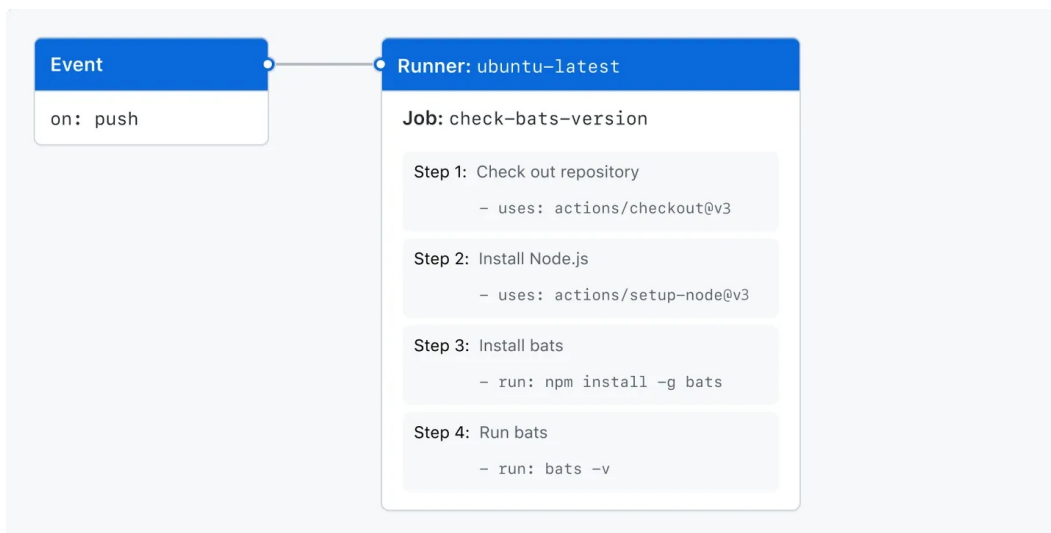 Event
on: push
Runner: ubuntu-latest
Job: check-bats-version
Step 1: Check out repository
– uses: actions/checkout@v3
Step 2: Install Node.js
– uses: actions/setup-node@v3
Step 3: Install bats
– run: npm install -g bats
Step 4: Run bats
– run: bats -v